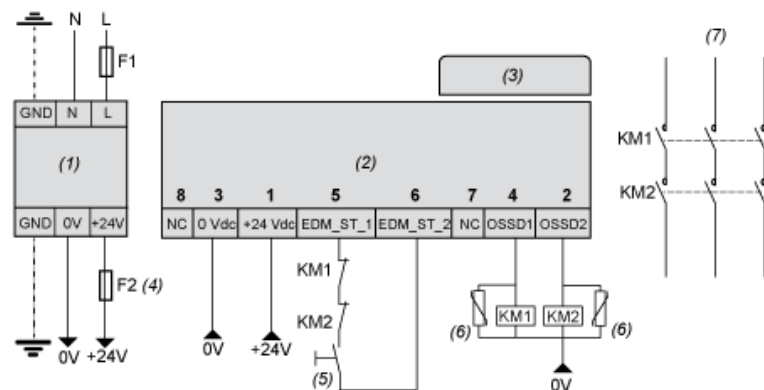 N L
F1
(3)
(7)
GND N L
(1)
(2)
KM1
KM2
8 3 1 5 6 7 4 2
GND 0V +24V
NC 0 Vdc +24 Vdc EDM_ST_1 EDM_ST_2 NC OSSD1 OSSD2
F2 (4)
KM1
KM2
(6) KM1 KM2 (6)
0V +24V
0V
+24V
(5)
0V